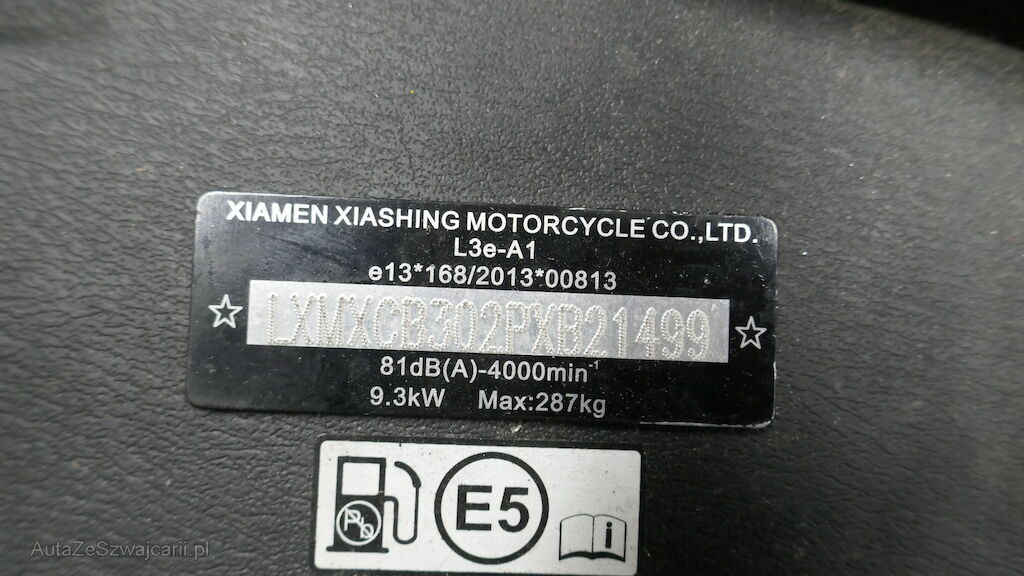 XIAMEN XIASHING MOTORCYCLE CO.,LTD.
L3e-A1
e13*168/2013*00813
☆ LXMXCB302PXB21499 ☆
81dB(A)-4000min⁻¹
9.3kW Max:287kg
E5
i
AutaZeSzwajcarii.pl